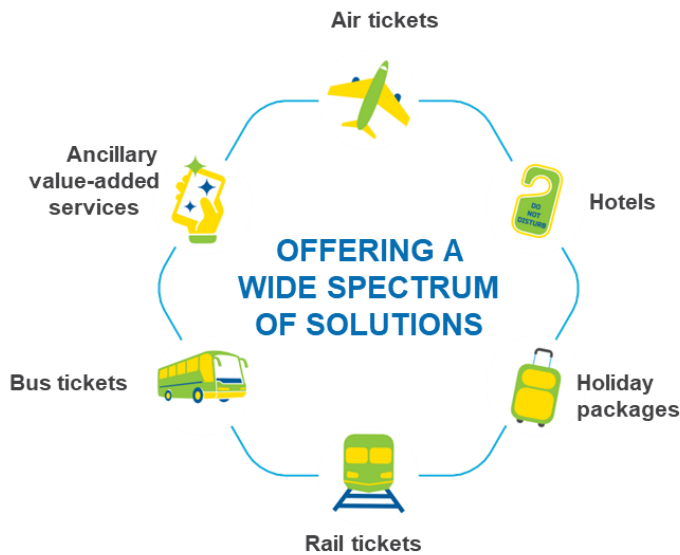 Air tickets
Ancillary
value-added
services
DO
NOT
DISTURB
Hotels
OFFERING A
WIDE SPECTRUM
OF SOLUTIONS
Bus tickets
Holiday
packages
Rail tickets